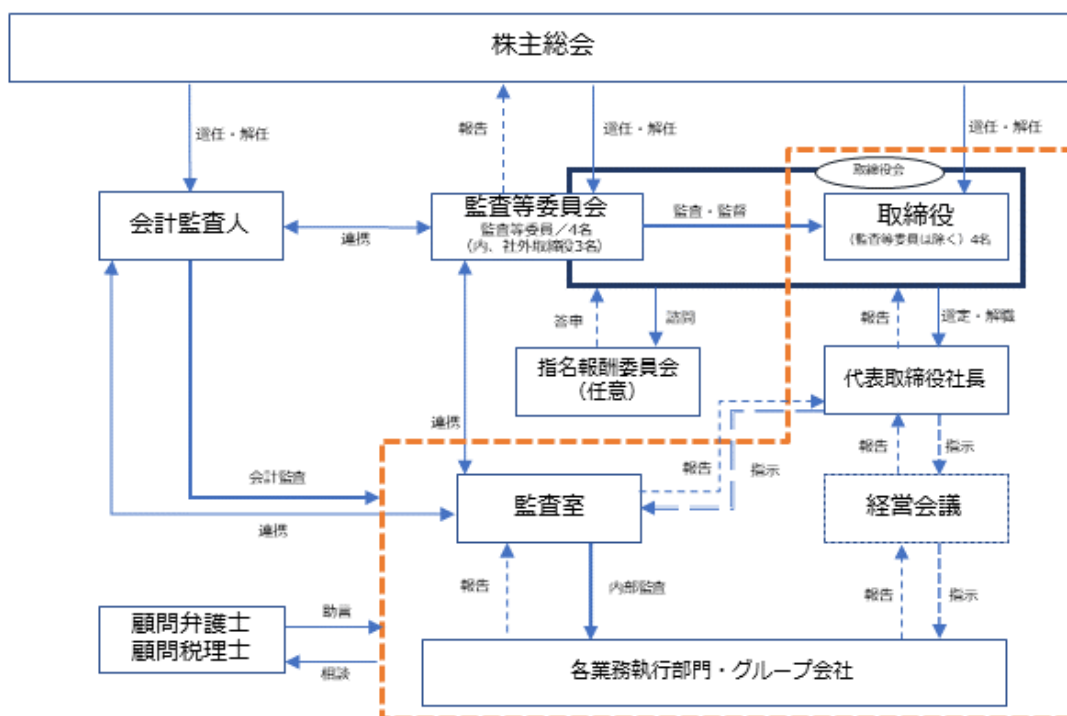 株主総会
選任・解任
報告
選任・解任
選任・解任
取締役会
会計監査人
連携
監査等委員会
監査等委員／4名
（内、社外取締役3名）
監査・監督
取締役
（監査等委員は除く）4名
答申
諮問
報告
選定・解職
指名報酬委員会
（任意）
代表取締役社長
連携
会計監査
報告
指示
報告
指示
監査室
経営会議
連携
報告
内部監査
報告
指示
顧問弁護士
顧問税理士
助言
相談
各業務執行部門・グループ会社